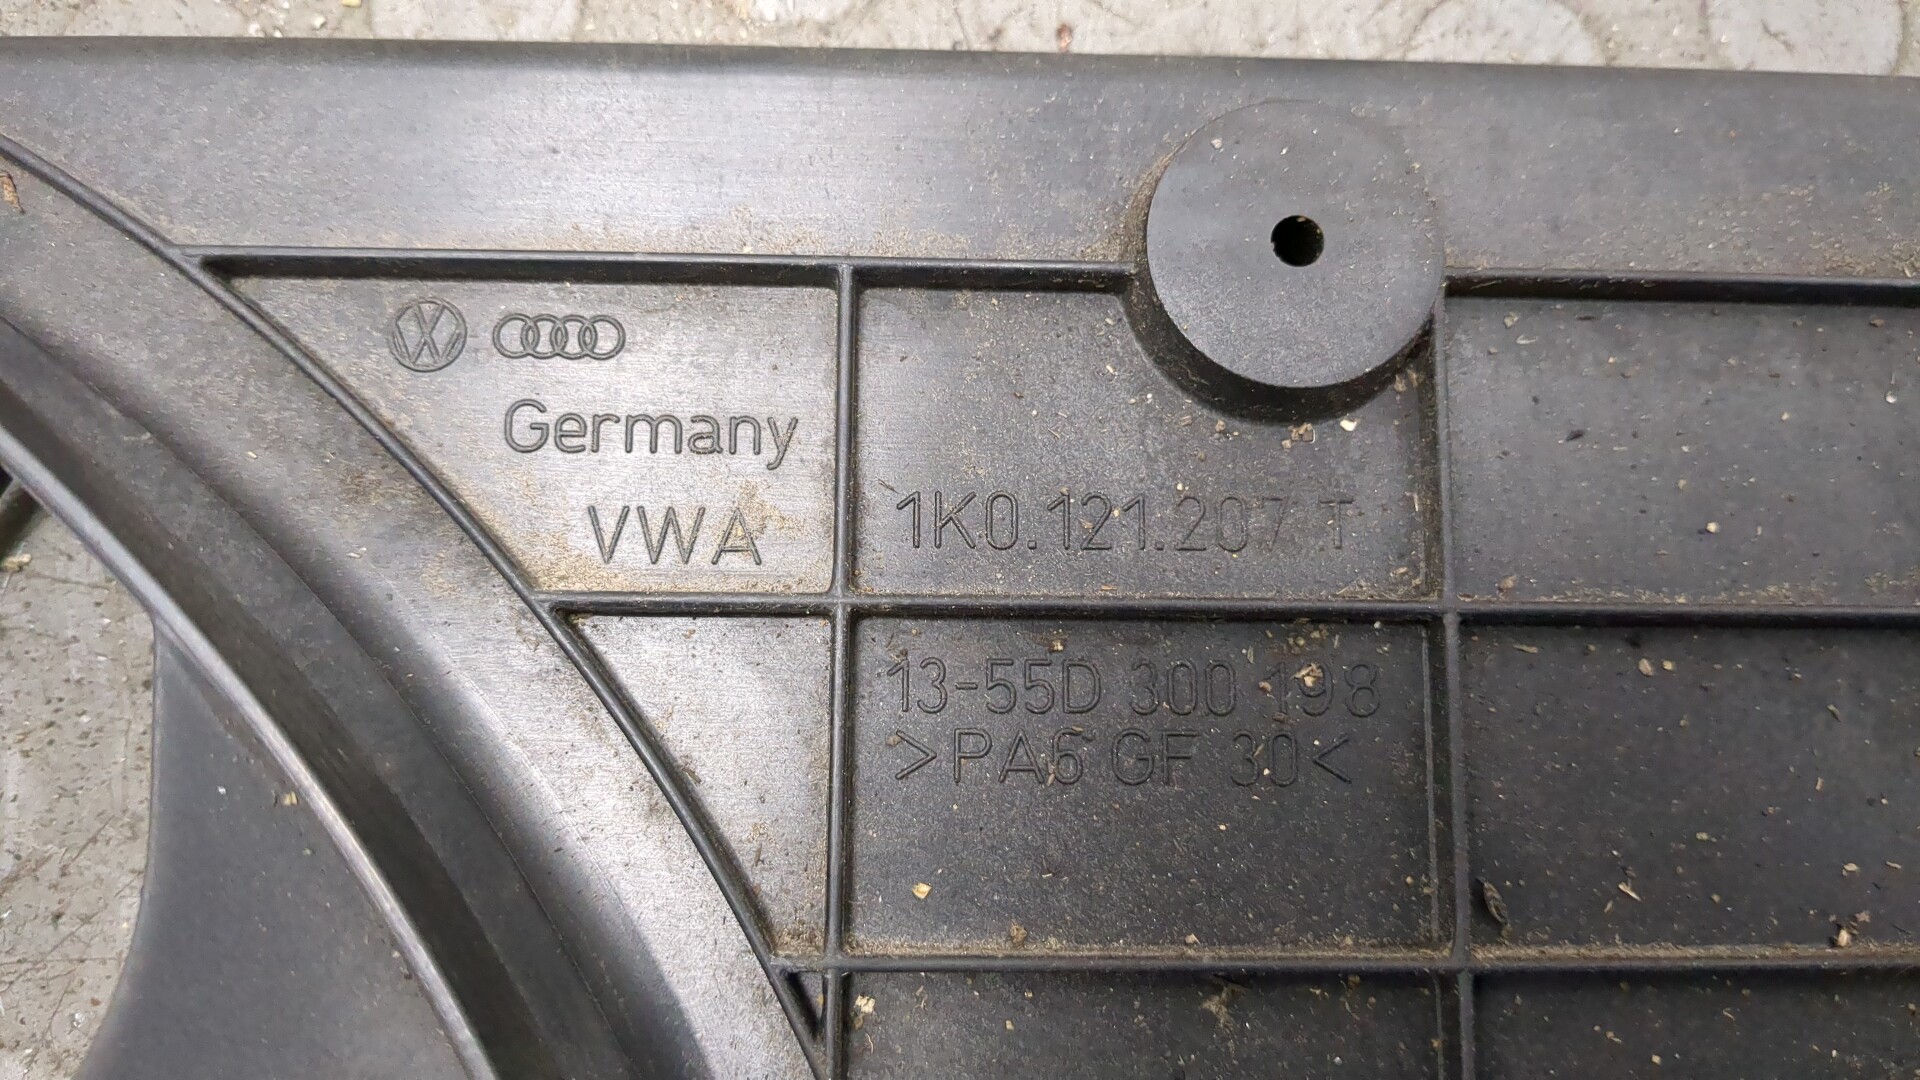 Germany
VWA
1K0.121.207 T
13-55D 300 198
>PA6 GF 30<